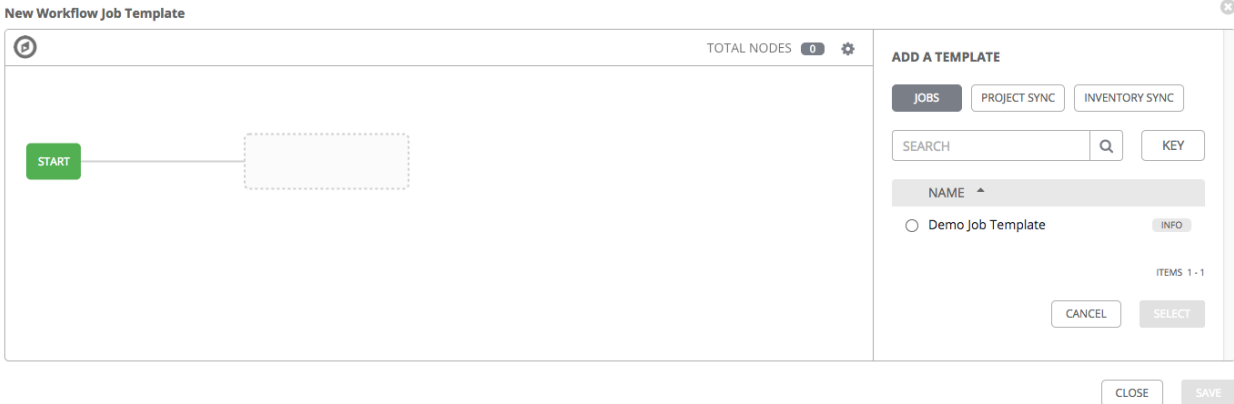 New Workflow Job Template
TOTAL NODES 0
START
ADD A TEMPLATE
JOBS PROJECT SYNC INVENTORY SYNC
SEARCH KEY
NAME
Demo Job Template INFO
ITEMS 1 - 1
CANCEL SELECT
CLOSE SAVE